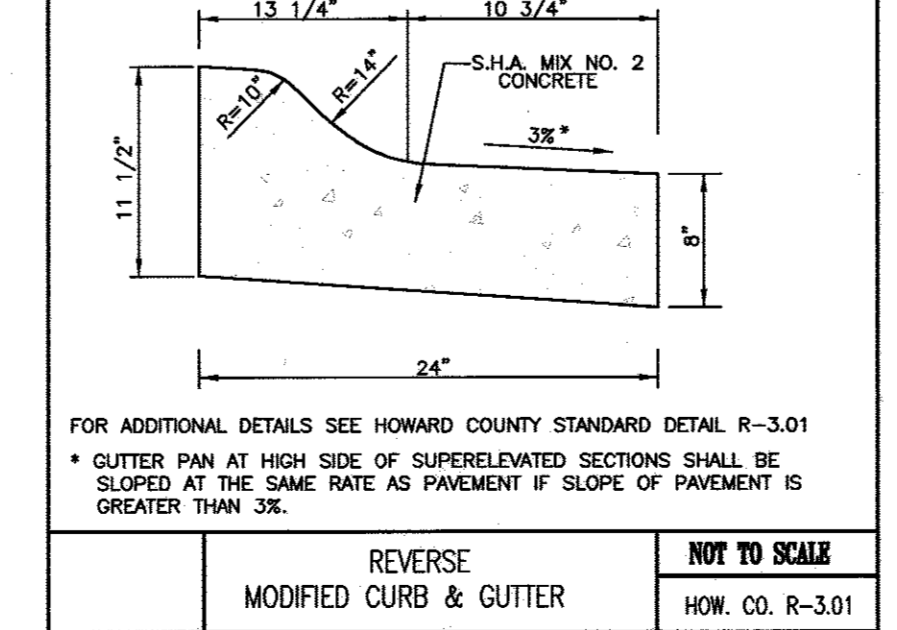 13 1/4"
10 3/4"
R=10"
R=14"
S.H.A. MIX NO. 2
CONCRETE
3%*
11 1/2"
8"
24"
FOR ADDITIONAL DETAILS SEE HOWARD COUNTY STANDARD DETAIL R-3.01
* GUTTER PAN AT HIGH SIDE OF SUPERELEVATED SECTIONS SHALL BE
SLOPED AT THE SAME RATE AS PAVEMENT IF SLOPE OF PAVEMENT IS
GREATER THAN 3%.
REVERSE
MODIFIED CURB & GUTTER
NOT TO SCALE
HOW. CO. R-3.01